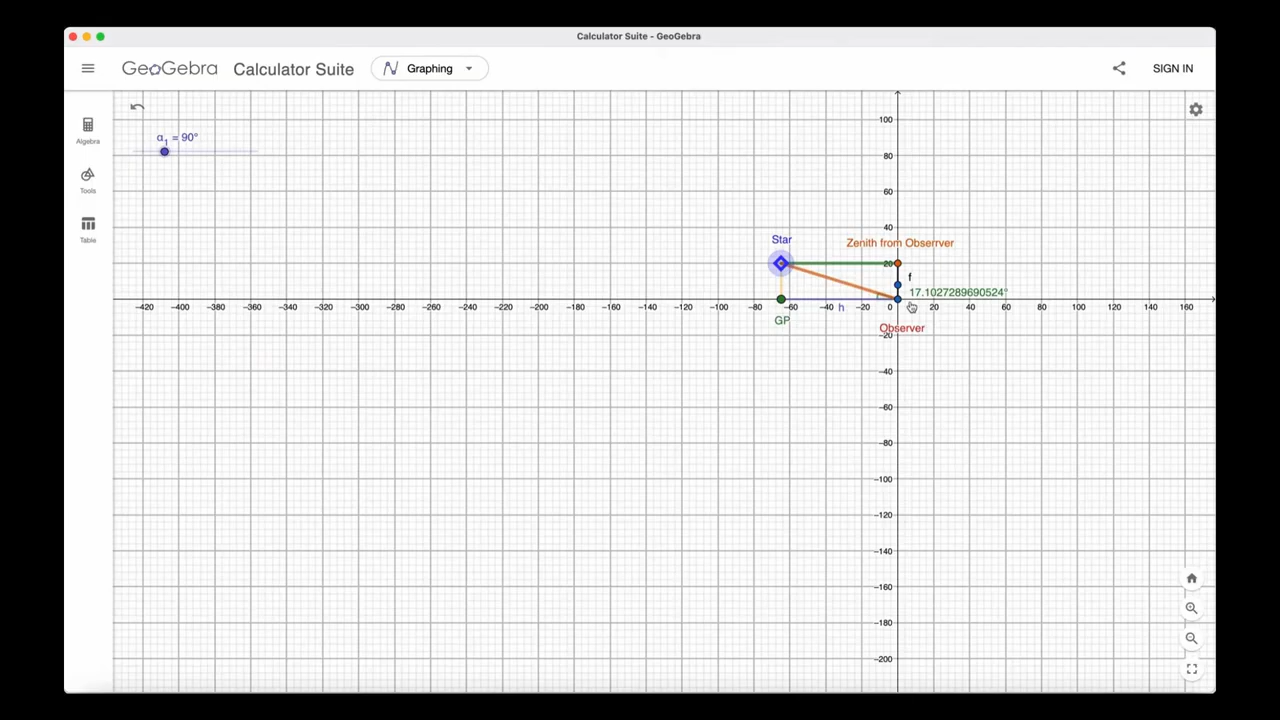 Calculator Suite - GeoGebra
GeoGebra Calculator Suite Graphing SIGN IN
Algebra
Tools
Table
α1 = 90°
100
80
60
40
20
Star
Zenith from Obserrver
f
17.1027289690524°
−420 −400 −380 −360 −340 −320 −300 −280 −260 −240 −220 −200 −180 −160 −140 −120 −100 −80 −60 −40 −20 0 20 40 60 80 100 120 140 160
h
GP
Observer
−20
−40
−60
−80
−100
−120
−140
−160
−180
−200